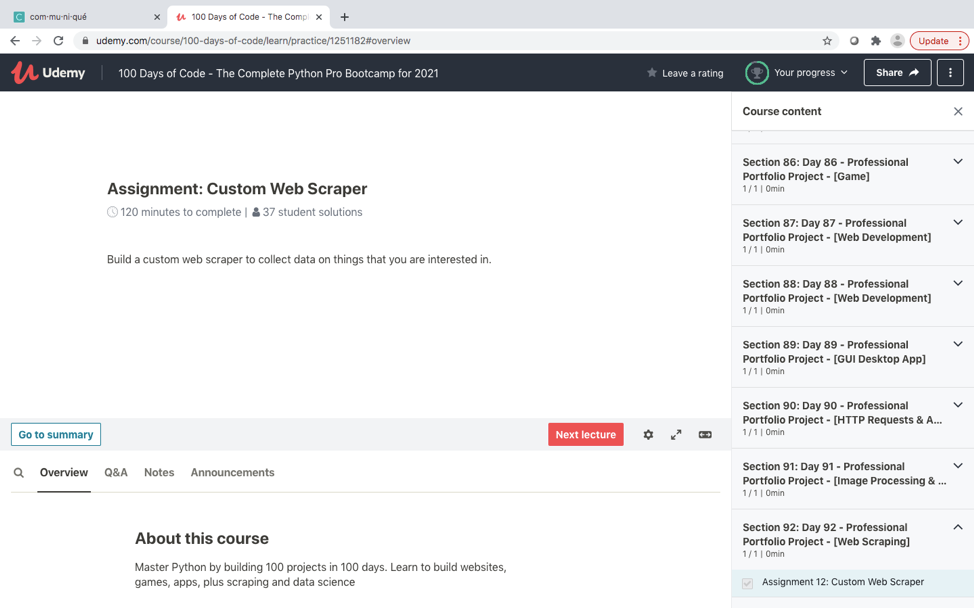 com·mu·ni·qué
100 Days of Code - The Comp
udemy.com/course/100-days-of-code/learn/practice/1251182#overview
Update
Udemy
100 Days of Code - The Complete Python Pro Bootcamp for 2021
Leave a rating
Your progress
Share
Assignment: Custom Web Scraper
120 minutes to complete | 37 student solutions
Build a custom web scraper to collect data on things that you are interested in.
Go to summary
Next lecture
Overview Q&A Notes Announcements
About this course
Master Python by building 100 projects in 100 days. Learn to build websites,
games, apps, plus scraping and data science
Course content
Section 86: Day 86 - Professional
Portfolio Project - [Game]
1 / 1 | 0min
Section 87: Day 87 - Professional
Portfolio Project - [Web Development]
1 / 1 | 0min
Section 88: Day 88 - Professional
Portfolio Project - [Web Development]
1 / 1 | 0min
Section 89: Day 89 - Professional
Portfolio Project - [GUI Desktop App]
1 / 1 | 0min
Section 90: Day 90 - Professional
Portfolio Project - [HTTP Requests & A...
1 / 1 | 0min
Section 91: Day 91 - Professional
Portfolio Project - [Image Processing & ...
1 / 1 | 0min
Section 92: Day 92 - Professional
Portfolio Project - [Web Scraping]
1 / 1 | 0min
Assignment 12: Custom Web Scraper